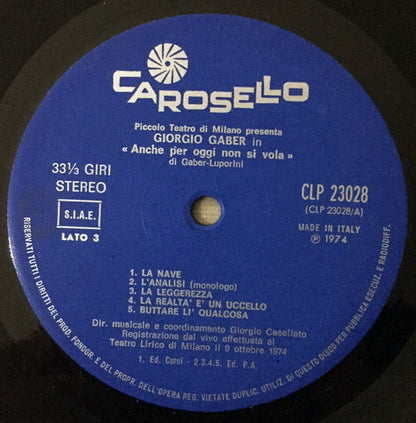 CAROSELLO
Piccolo Teatro di Milano presenta
GIORGIO GABER in
« Anche per oggi non si vola »
di Gaber-Luporini
33⅓ GIRI
STEREO
S.I.A.E.
LATO 3
CLP 23028
(CLP 23028/A)
MADE IN ITALY
℗ 1974
1. LA NAVE
2. L'ANALISI (monologo)
3. LA LEGGEREZZA
4. LA REALTA' E' UN UCCELLO
5. BUTTARE LI' QUALCOSA
Dir. musicale e coordinamento Giorgio Casellato
Registrazione dal vivo effettuata al
Teatro Lirico di Milano il 9 ottobre 1974
1. Ed. Curci - 2.3.4.5. Ed. P.A.
RISERVATI TUTTI I DIRITTI DEL PROD. FONOGR. E DEL PROPR. DELL'OPERA REG. VIETATE DUPLIC. UTILIZ. DI QUESTO DISCO PER PUBBLICA ESECUZ. E RADIODIFF.